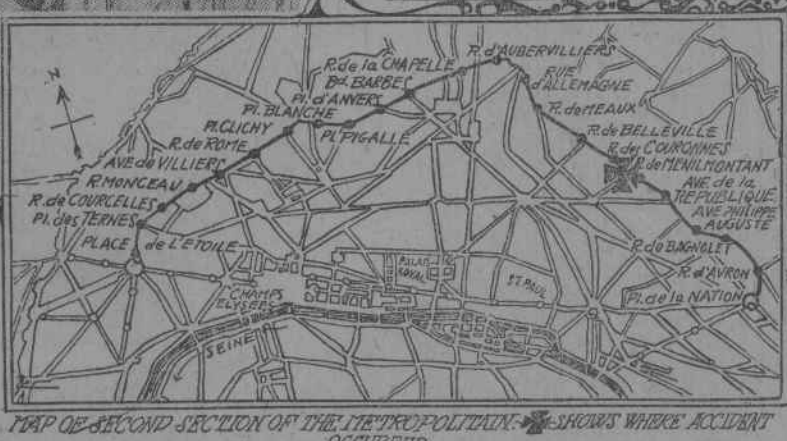 N
R. de la CHAPELLE
Bd. BARBES
Pl. d'ANVERS
Pl. BLANCHE
Pl. CLICHY
R. de ROME
AVE de VILLIERS
R. MONCEAU
R. de COURCELLES
Pl. des TERNES
PLACE de L'ETOILE
Pl. PIGALLE
R. d'AUBERVILLIERS
RUE
d'ALLEMAGNE
R. de MEAUX
R. de BELLEVILLE
R. des COURONNES
R. de MENILMONTANT
AVE. de la
REPUBLIQUE
AVE PHILIPPE
AUGUSTE
R. de BAGNOLET
R. d'AVRON
Pl. de la NATION
PALAIS
ROYAL
ST. PAUL
CHAMPS
ELYSEES
SEINE
MAP OF SECOND SECTION OF THE METROPOLITAIN. SHOWS WHERE ACCIDENT
OCCURRED